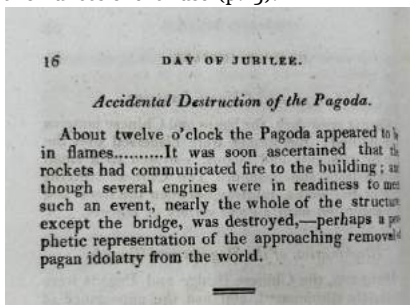 16 DAY OF JUBILEE.
Accidental Destruction of the Pagoda.
About twelve o'clock the Pagoda appeared to
in flames..........It was soon ascertained that
rockets had communicated fire to the building;
though several engines were in readiness to
such an event, nearly the whole of the structure
except the bridge, was destroyed,—perhaps a
phetic representation of the approaching removal
pagan idolatry from the world.